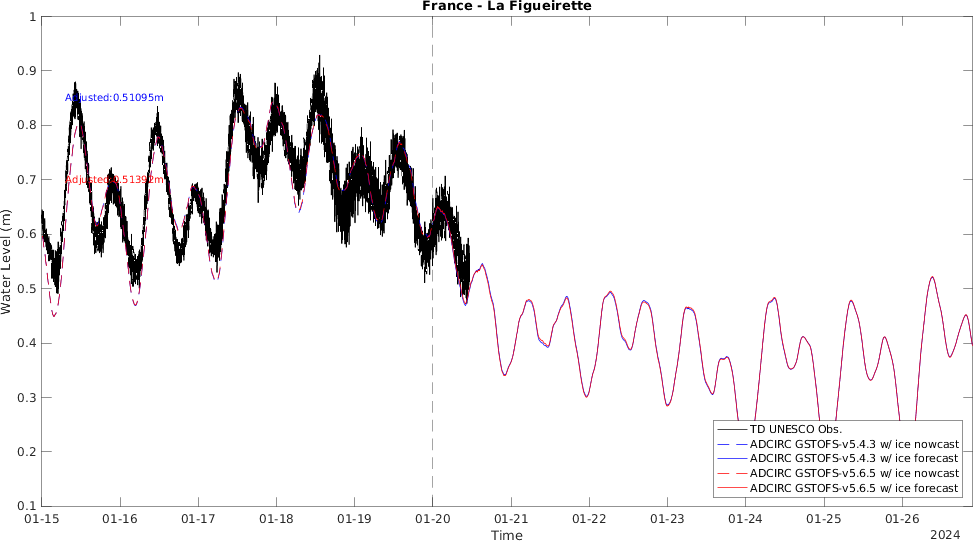 France - La Figueirette
1
0.9
0.8
0.7
0.6
0.5
0.4
0.3
0.2
0.1
Water Level (m)
Adjusted:0.51095m
Adjusted:0.51392m
TD UNESCO Obs.
ADCIRC GSTOFS-v5.4.3 w/ ice nowcast
ADCIRC GSTOFS-v5.4.3 w/ ice forecast
ADCIRC GSTOFS-v5.6.5 w/ ice nowcast
ADCIRC GSTOFS-v5.6.5 w/ ice forecast
01-15 01-16 01-17 01-18 01-19 01-20 01-21 01-22 01-23 01-24 01-25 01-26
Time
2024